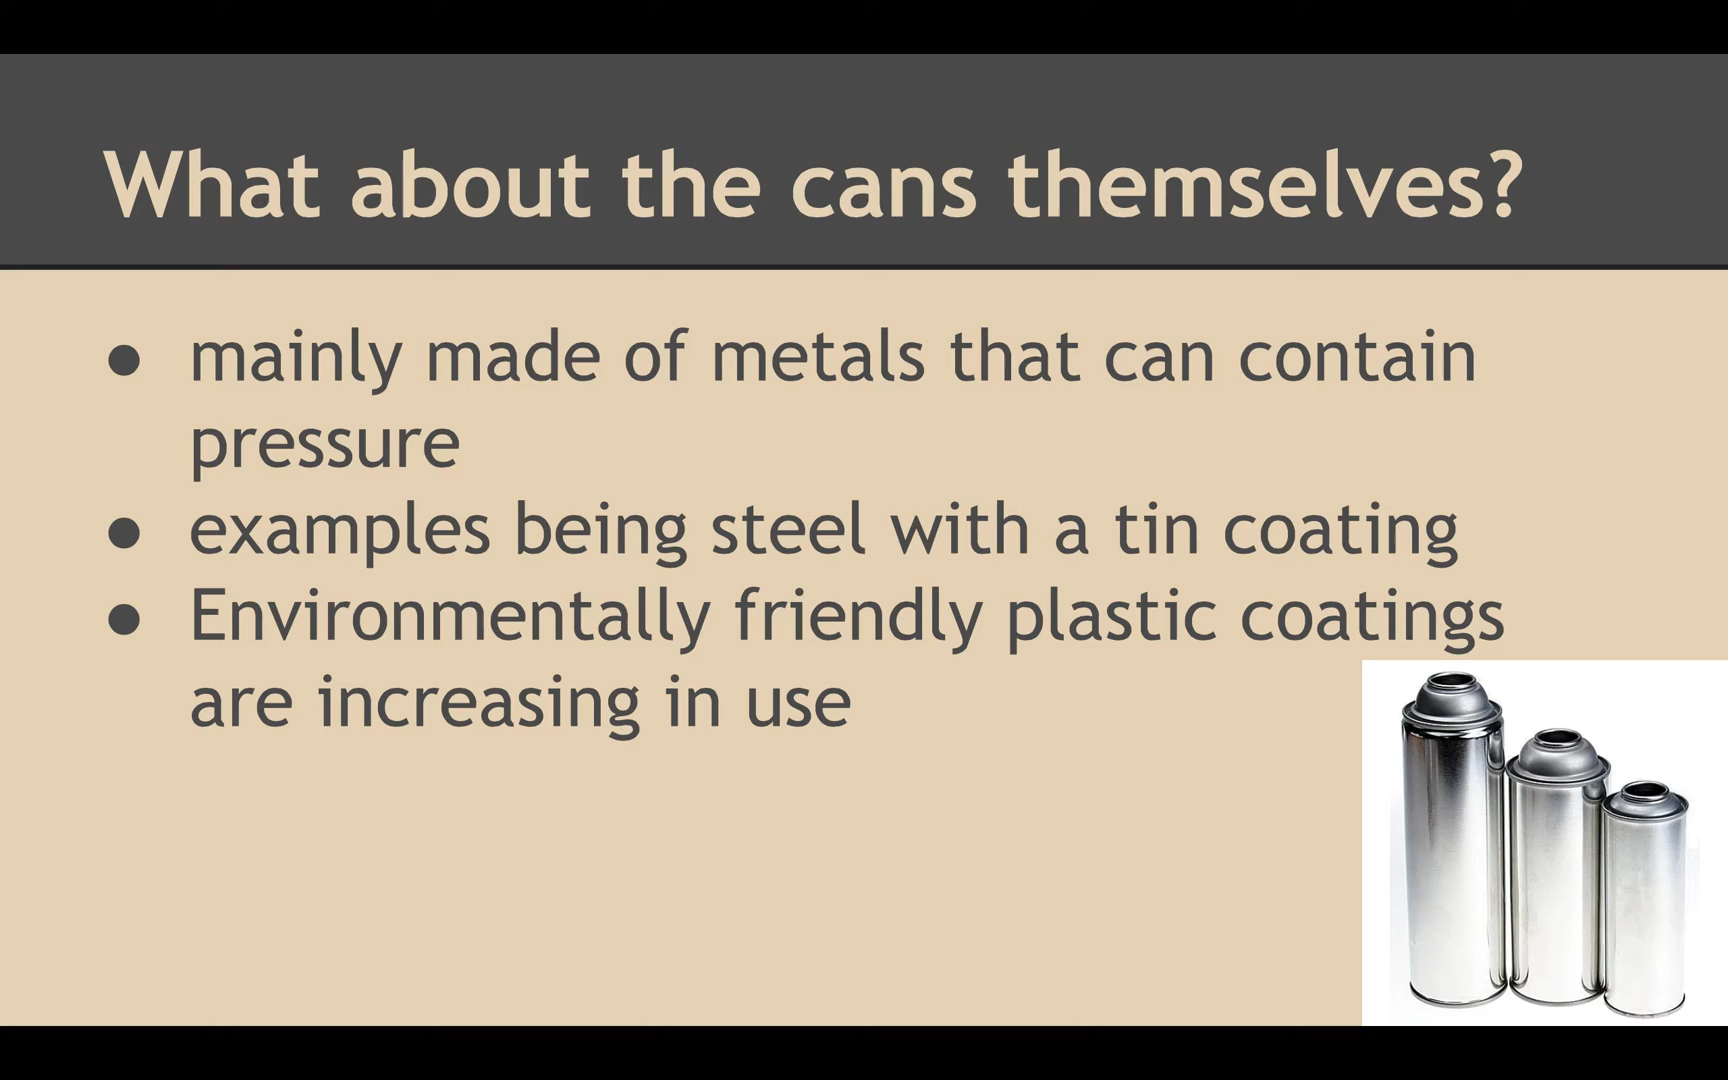 What about the cans themselves?
● mainly made of metals that can contain
pressure
● examples being steel with a tin coating
● Environmentally friendly plastic coatings
are increasing in use